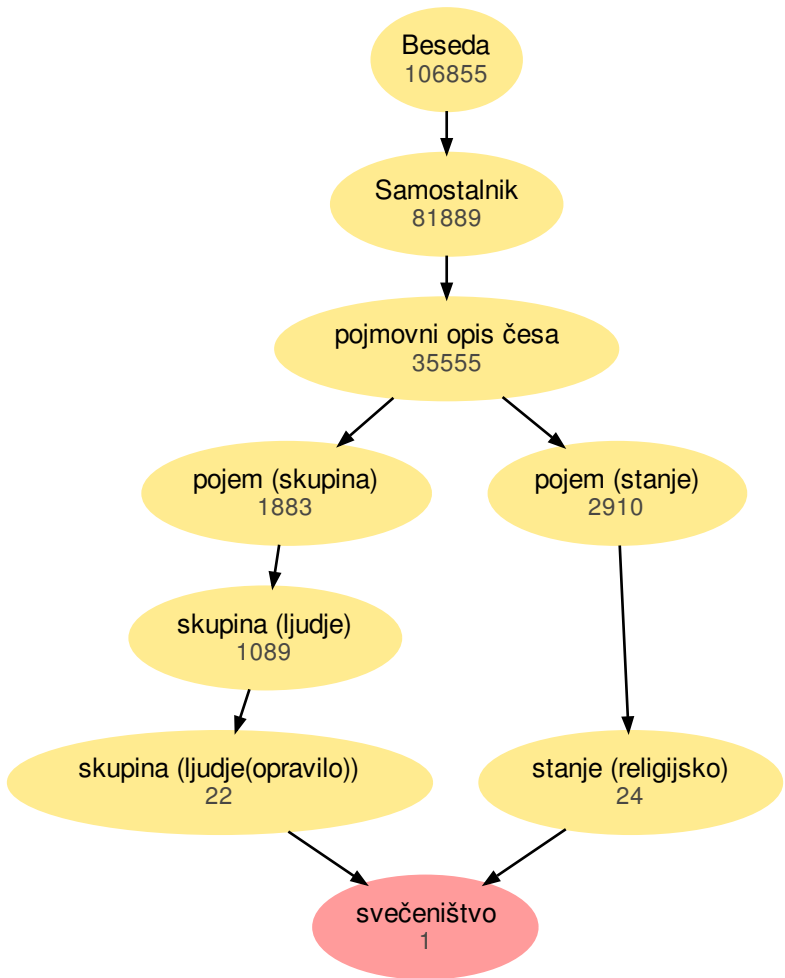 Beseda
106855
Samostalnik
81889
pojmovni opis česa
35555
pojem (skupina)
1883
pojem (stanje)
2910
skupina (ljudje)
1089
skupina (ljudje(opravilo))
22
stanje (religijsko)
24
svečeništvo
1